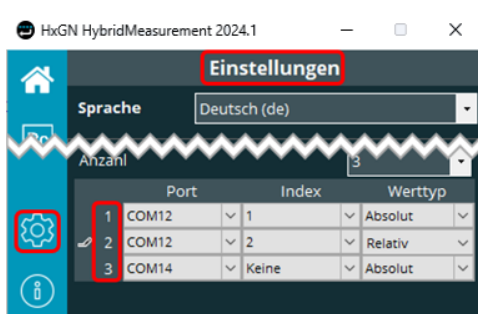 HxGN HybridMeasurement 2024.1
Einstellungen
Sprache Deutsch (de)
Anzahl 3
Port Index Werttyp
1 COM12 1 Absolut
2 COM12 2 Relativ
3 COM14 Keine Absolut